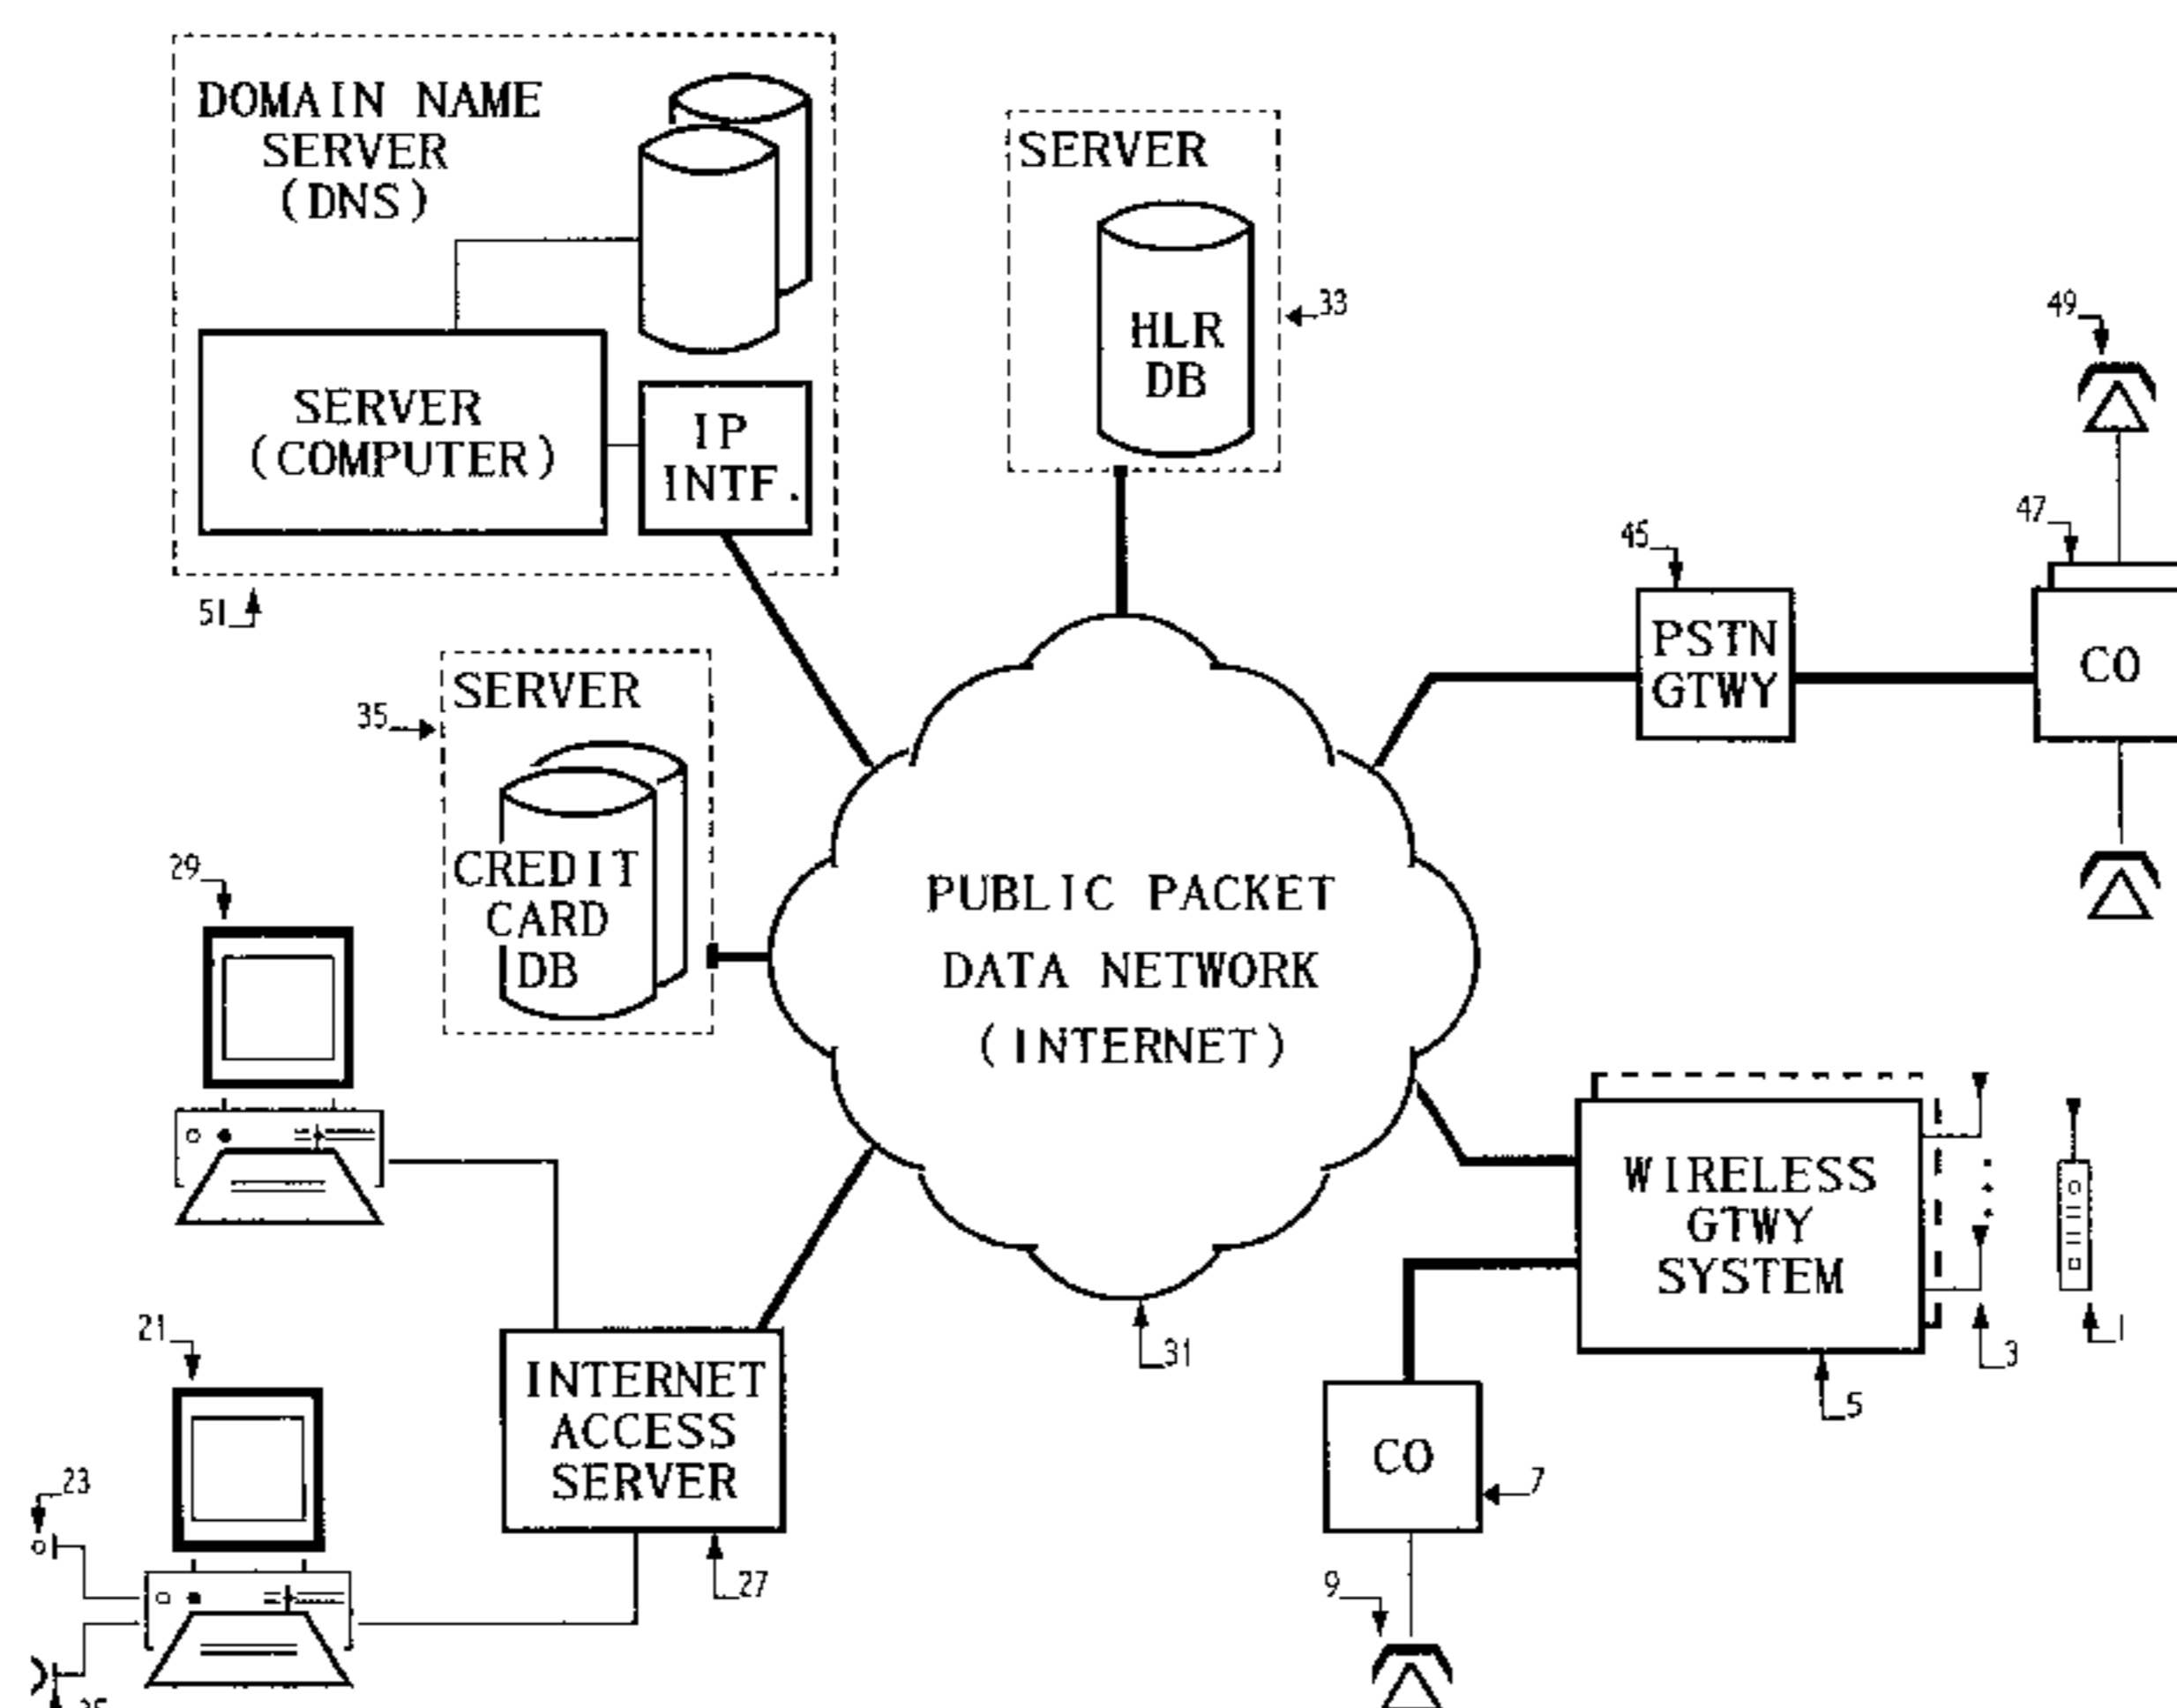 DOMAIN NAME
SERVER
(DNS)
SERVER
(COMPUTER)
IP
INTF.
51
SERVER
HLR
DB
33
49
47
45
PSTN
GTWY
CO
35
SERVER
CREDIT
CARD
DB
29
PUBLIC PACKET
DATA NETWORK
(INTERNET)
31
WIRELESS
GTWY
SYSTEM
3
1
5
21
INTERNET
ACCESS
SERVER
27
23
CO
7
9